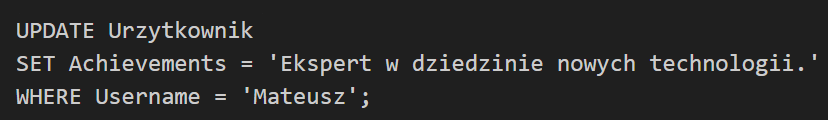 UPDATE Urzytkownik
SET Achievements = 'Ekspert w dziedzinie nowych technologii.'
WHERE Username = 'Mateusz';